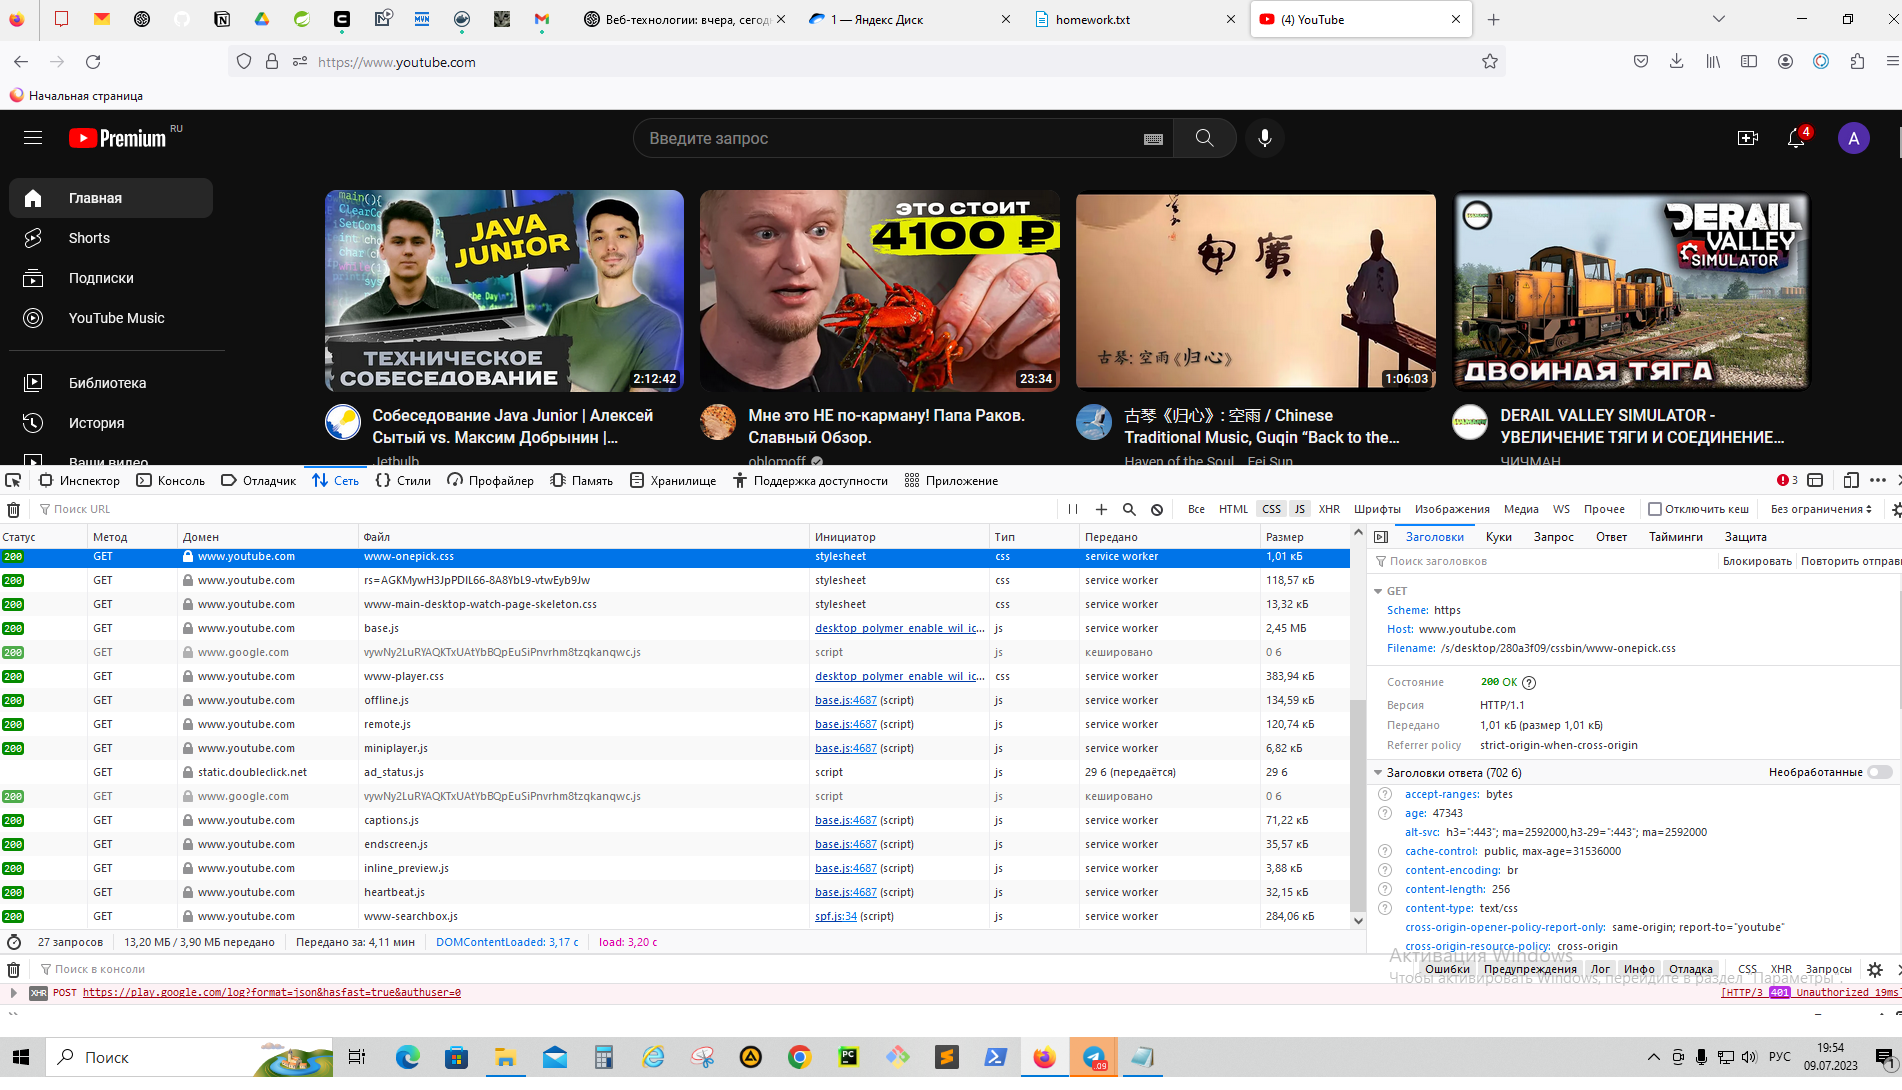 Веб-технологии: вчера, сегод
1 — Яндекс Диск
homework.txt
(4) YouTube
https://www.youtube.com
Начальная страница
Premium RU
Введите запрос
4
A
Главная
Shorts
Подписки
YouTube Music
Библиотека
История
Ваши видео
JAVA JUNIOR
ТЕХНИЧЕСКОЕ СОБЕСЕДОВАНИЕ
2:12:42
Собеседование Java Junior | Алексей
Сытый vs. Максим Добрынин |...
Jetbulb
ЭТО СТОИТ
4100 ₽
23:34
Мне это НЕ по-карману! Папа Раков.
Славный Обзор.
oblomoff
古琴: 空雨《归心》
1:06:03
古琴《归心》: 空雨 / Chinese
Traditional Music, Guqin “Back to the...
Haven of the Soul _ Fei Sun
DERAIL VALLEY SIMULATOR
ДВОЙНАЯ ТЯГА
DERAIL VALLEY SIMULATOR -
УВЕЛИЧЕНИЕ ТЯГИ И СОЕДИНЕНИЕ...
ЧИЧМАН
Инспектор Консоль Отладчик Сеть Стили Профайлер Память Хранилище Поддержка доступности Приложение 3
Поиск URL Все HTML CSS JS XHR Шрифты Изображения Медиа WS Прочее Отключить кеш Без ограничения
Статус Метод Домен Файл Инициатор Тип Передано Размер
200 GET www.youtube.com www-onepick.css stylesheet css service worker 1,01 кБ
200 GET www.youtube.com rs=AGKMywH3JpPDIL66-8A8YbL9-vtwEyb9Jw stylesheet css service worker 118,57 кБ
200 GET www.youtube.com www-main-desktop-watch-page-skeleton.css stylesheet css service worker 13,32 кБ
200 GET www.youtube.com base.js desktop_polymer_enable_wil_ic... js service worker 2,45 МБ
200 GET www.google.com vywNy2LuRYAQKTxUAtYbBQpEuSiPnvrhm8tzqkanqwc.js script js кешировано 0 б
200 GET www.youtube.com www-player.css desktop_polymer_enable_wil_ic... css service worker 383,94 кБ
200 GET www.youtube.com offline.js base.js:4687 (script) js service worker 134,59 кБ
200 GET www.youtube.com remote.js base.js:4687 (script) js service worker 120,74 кБ
200 GET www.youtube.com miniplayer.js base.js:4687 (script) js service worker 6,82 кБ
GET static.doubleclick.net ad_status.js script js 29 б (передаётся) 29 б
200 GET www.google.com vywNy2LuRYAQKTxUAtYbBQpEuSiPnvrhm8tzqkanqwc.js script js кешировано 0 б
200 GET www.youtube.com captions.js base.js:4687 (script) js service worker 71,22 кБ
200 GET www.youtube.com endscreen.js base.js:4687 (script) js service worker 35,57 кБ
200 GET www.youtube.com inline_preview.js base.js:4687 (script) js service worker 3,88 кБ
200 GET www.youtube.com heartbeat.js base.js:4687 (script) js service worker 32,15 кБ
200 GET www.youtube.com www-searchbox.js spf.js:34 (script) js service worker 284,06 кБ
27 запросов 13,20 МБ / 3,90 МБ передано Передано за: 4,11 мин DOMContentLoaded: 3,17 с load: 3,20 с
Заголовки Куки Запрос Ответ Тайминги Защита
Поиск заголовков Блокировать Повторить отправ
GET
Scheme: https
Host: www.youtube.com
Filename: /s/desktop/280a3f09/cssbin/www-onepick.css
Состояние 200 OK
Версия HTTP/1.1
Передано 1,01 кБ (размер 1,01 кБ)
Referrer policy strict-origin-when-cross-origin
Заголовки ответа (702 б) Необработанные
accept-ranges: bytes
age: 47343
alt-svc: h3=":443"; ma=2592000,h3-29=":443"; ma=2592000
cache-control: public, max-age=31536000
content-encoding: br
content-length: 256
content-type: text/css
cross-origin-opener-policy-report-only: same-origin; report-to="youtube"
cross-origin-resource-policy: cross-origin
Активация Windows
Чтобы активировать Windows, перейдите в раздел "Параметры".
Поиск в консоли Ошибки Предупреждения Лог Инфо Отладка CSS XHR Запросы
XHR POST https://play.google.com/log?format=json&hasfast=true&authuser=0 [HTTP/3 401 Unauthorized 19ms]
Поиск
РУС
19:54
09.07.2023